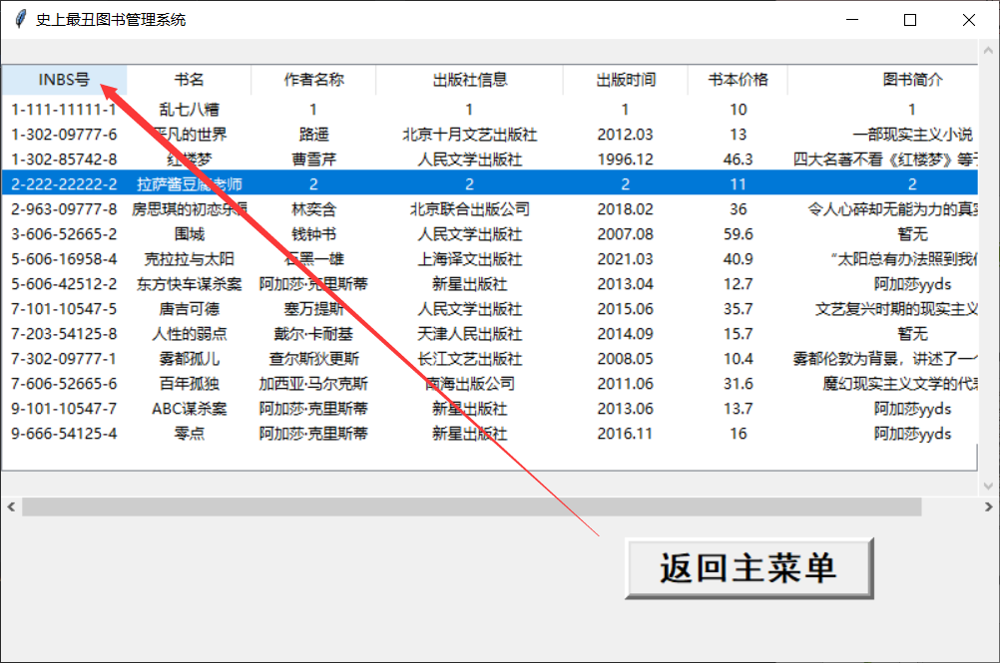 史上最丑图书管理系统
INBS号 书名 作者名称 出版社信息 出版时间 书本价格 图书简介
1-111-11111-1 乱七八糟 1 1 1 10 1
1-302-09777-6 平凡的世界 路遥 北京十月文艺出版社 2012.03 13 一部现实主义小说
1-302-85742-8 红楼梦 曹雪芹 人民文学出版社 1996.12 46.3 四大名著不看《红楼梦》等于
2-222-22222-2 拉萨酱豆腐老师 2 2 2 11 2
2-963-09777-8 房思琪的初恋乐园 林奕含 北京联合出版公司 2018.02 36 令人心碎却无能为力的真实
3-606-52665-2 围城 钱钟书 人民文学出版社 2007.08 59.6 暂无
5-606-16958-4 克拉拉与太阳 石黑一雄 上海译文出版社 2021.03 40.9 “太阳总有办法照到我们
5-606-42512-2 东方快车谋杀案 阿加莎·克里斯蒂 新星出版社 2013.04 12.7 阿加莎yyds
7-101-10547-5 唐吉可德 塞万提斯 人民文学出版社 2015.06 35.7 文艺复兴时期的现实主义
7-203-54125-8 人性的弱点 戴尔·卡耐基 天津人民出版社 2014.09 15.7 暂无
7-302-09777-1 雾都孤儿 查尔斯狄更斯 长江文艺出版社 2008.05 10.4 雾都伦敦为背景，讲述了一个
7-606-52665-6 百年孤独 加西亚·马尔克斯 南海出版公司 2011.06 31.6 魔幻现实主义文学的代表
9-101-10547-7 ABC谋杀案 阿加莎·克里斯蒂 新星出版社 2013.06 13.7 阿加莎yyds
9-666-54125-4 零点 阿加莎·克里斯蒂 新星出版社 2016.11 16 阿加莎yyds
返回主菜单